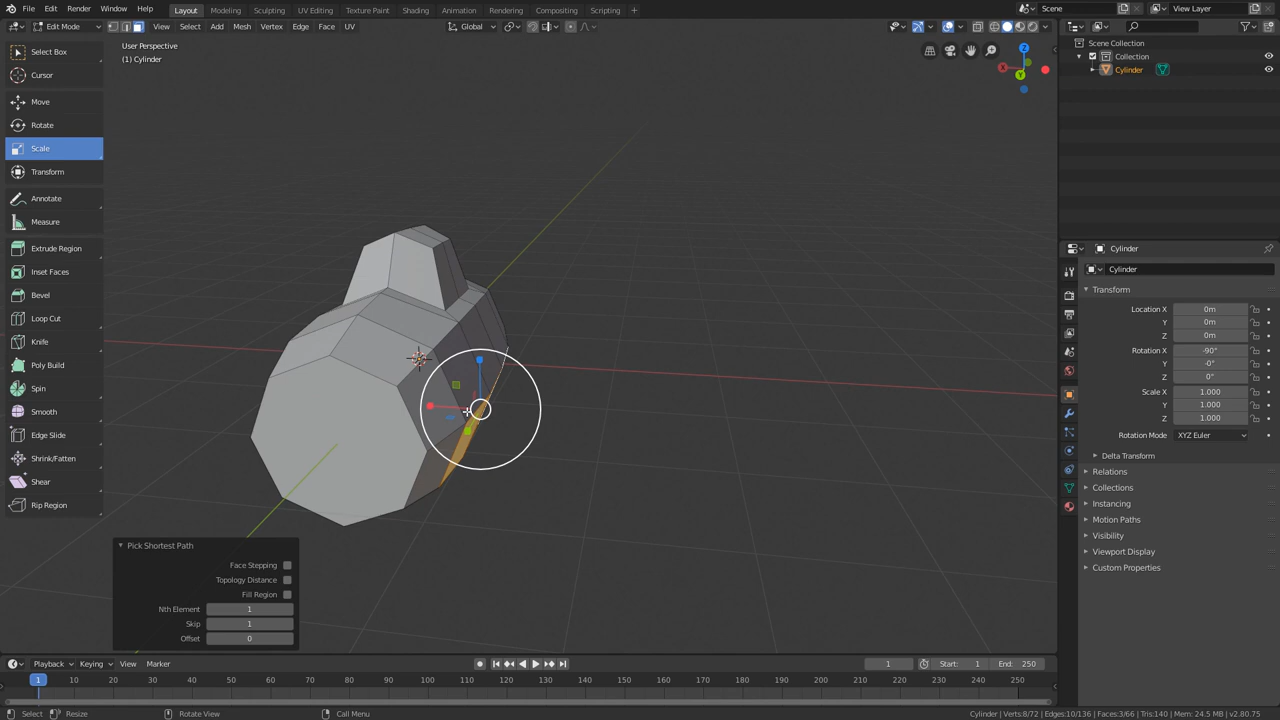 File Edit Render Window Help Layout Modeling Sculpting UV Editing Texture Paint Shading Animation Rendering Compositing Scripting + Scene View Layer
Edit Mode View Select Add Mesh Vertex Edge Face UV Global
Select Box
Cursor
Move
Rotate
Scale
Transform
Annotate
Measure
Extrude Region
Inset Faces
Bevel
Loop Cut
Knife
Poly Build
Spin
Smooth
Edge Slide
Shrink/Fatten
Shear
Rip Region
User Perspective
(1) Cylinder
Z
X
Y
Pick Shortest Path
Face Stepping
Topology Distance
Fill Region
Nth Element 1
Skip 1
Offset 0
Scene Collection
Collection
Cylinder
Cylinder
Cylinder
Transform
Location X 0m
Y 0m
Z 0m
Rotation X -90°
Y -0°
Z 0°
Scale X 1.000
Y 1.000
Z 1.000
Rotation Mode XYZ Euler
Delta Transform
Relations
Collections
Instancing
Motion Paths
Visibility
Viewport Display
Custom Properties
Playback Keying View Marker 1 Start: 1 End: 250
1 10 20 30 40 50 60 70 80 90 100 110 120 130 140 150 160 170 180 190 200 210 220 230 240 250
Select Resize Rotate View Call Menu Cylinder | Verts:8/72 | Edges:10/136 | Faces:3/66 | Tris:140 | Mem: 24.5 MB | v2.80.75